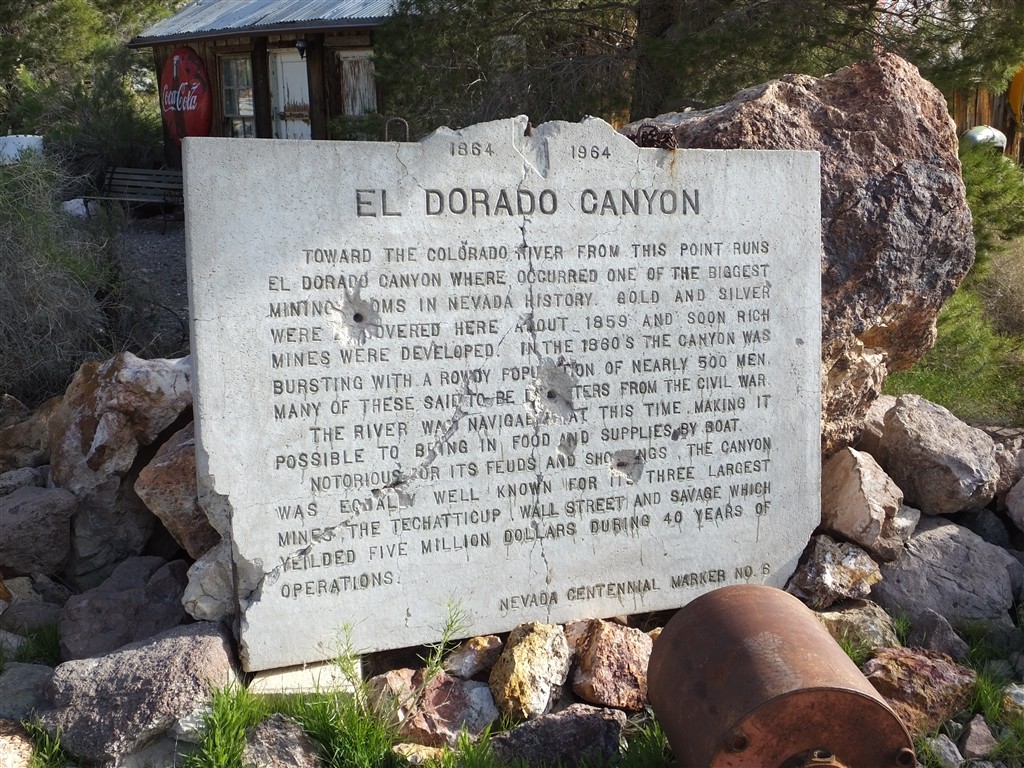 Coca-Cola
1864 1964
EL DORADO CANYON
TOWARD THE COLORADO RIVER FROM THIS POINT RUNS
EL DORADO CANYON WHERE OCCURRED ONE OF THE BIGGEST
MINING OMS IN NEVADA HISTORY. GOLD AND SILVER
WERE OVERED HERE ABOUT 1859 AND SOON RICH
MINES WERE DEVELOPED. IN THE 1860'S THE CANYON WAS
BURSTING WITH A ROWDY POPUL TION OF NEARLY 500 MEN.
MANY OF THESE SAID TO BE DE TERS FROM THE CIVIL WAR.
THE RIVER WAS NAVIGAB AT THIS TIME, MAKING IT
POSSIBLE TO BRING IN FOOD AND SUPPLIES BY BOAT.
NOTORIOUS FOR ITS FEUDS AND SHO INGS, THE CANYON
WAS EQUALLY WELL KNOWN FOR ITS THREE LARGEST
MINES, THE TECHATTICUP, WALL STREET AND SAVAGE WHICH
YEILDED FIVE MILLION DOLLARS DURING 40 YEARS OF
OPERATIONS.
NEVADA CENTENNIAL MARKER NO. 6